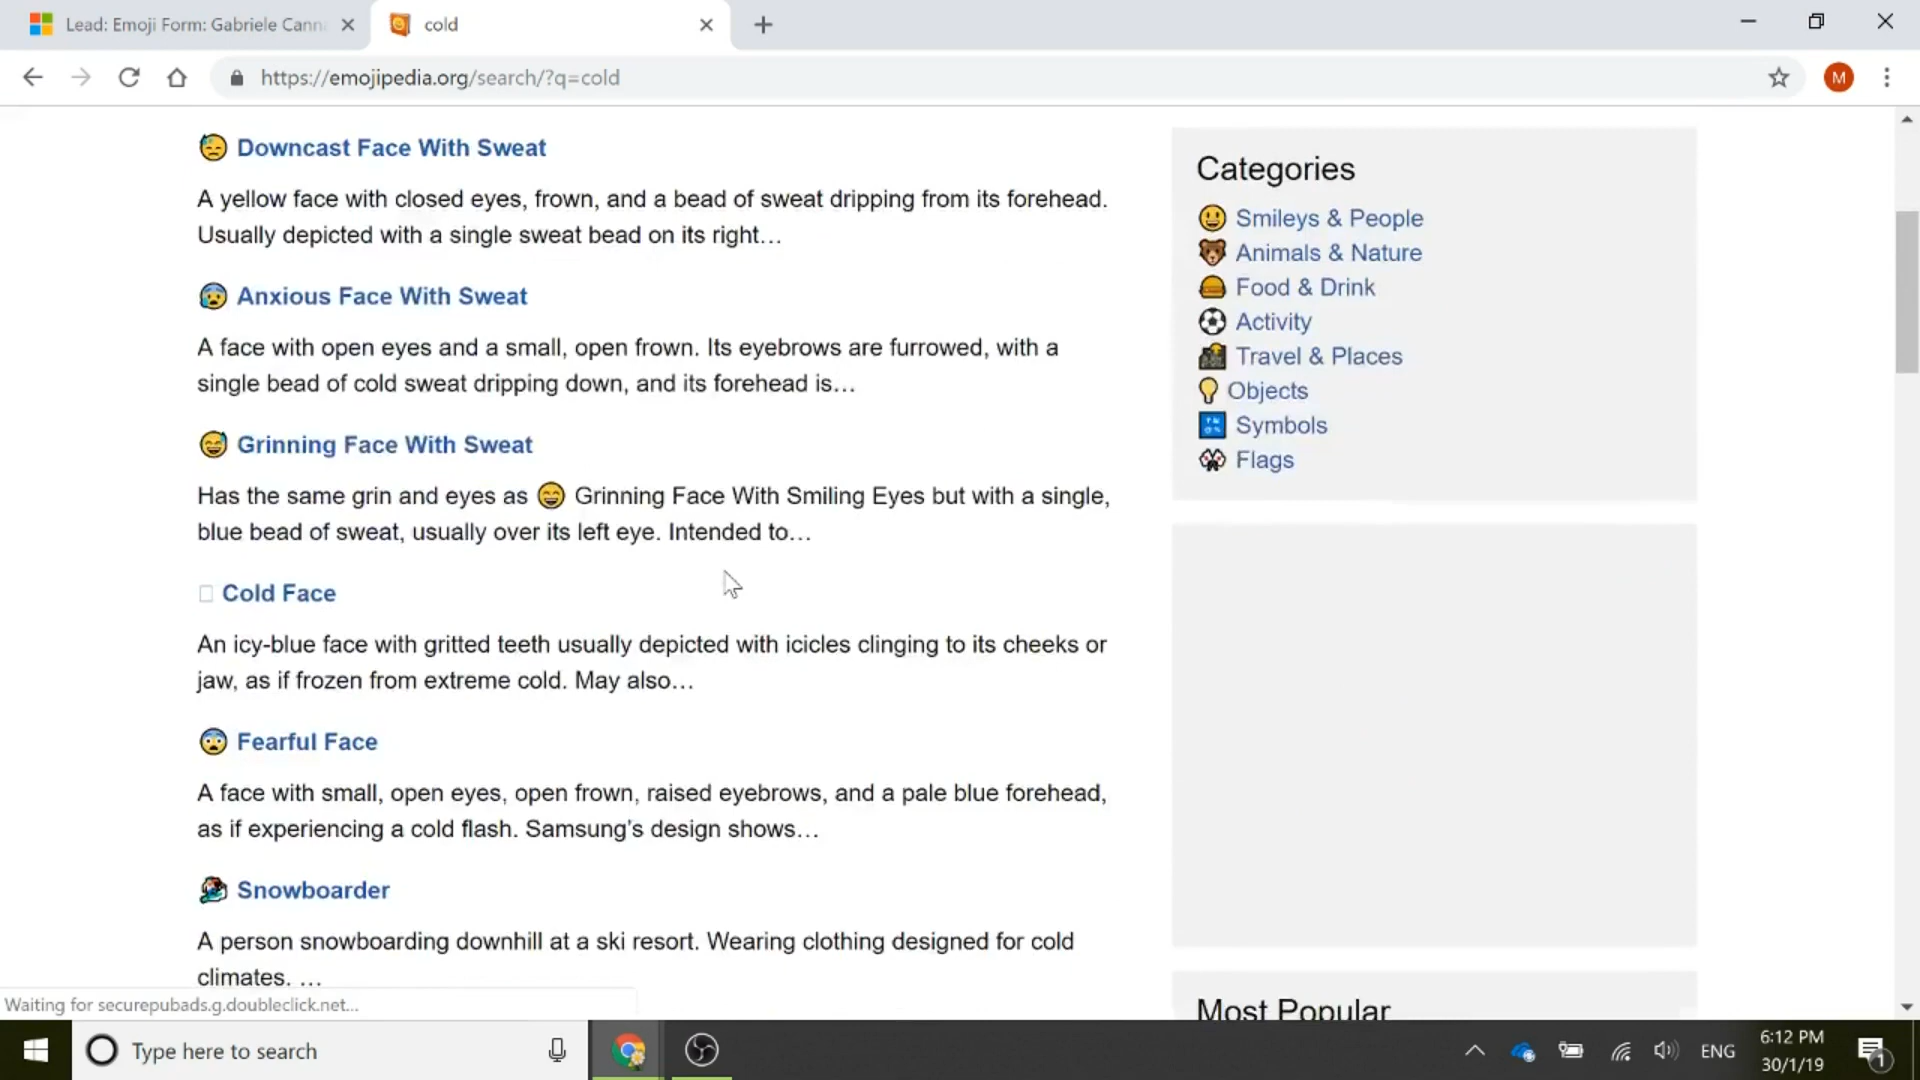 Lead: Emoji Form: Gabriele Cann
cold
https://emojipedia.org/search/?q=cold
M
Downcast Face With Sweat
A yellow face with closed eyes, frown, and a bead of sweat dripping from its forehead.
Usually depicted with a single sweat bead on its right…
Anxious Face With Sweat
A face with open eyes and a small, open frown. Its eyebrows are furrowed, with a
single bead of cold sweat dripping down, and its forehead is…
Grinning Face With Sweat
Has the same grin and eyes as 😄 Grinning Face With Smiling Eyes but with a single,
blue bead of sweat, usually over its left eye. Intended to…
Cold Face
An icy-blue face with gritted teeth usually depicted with icicles clinging to its cheeks or
jaw, as if frozen from extreme cold. May also…
Fearful Face
A face with small, open eyes, open frown, raised eyebrows, and a pale blue forehead,
as if experiencing a cold flash. Samsung’s design shows…
Snowboarder
A person snowboarding downhill at a ski resort. Wearing clothing designed for cold
climates. …
Categories
Smileys & People
Animals & Nature
Food & Drink
Activity
Travel & Places
Objects
Symbols
Flags
Most Popular
Waiting for securepubads.g.doubleclick.net...
Type here to search
ENG
6:12 PM
30/1/19
1